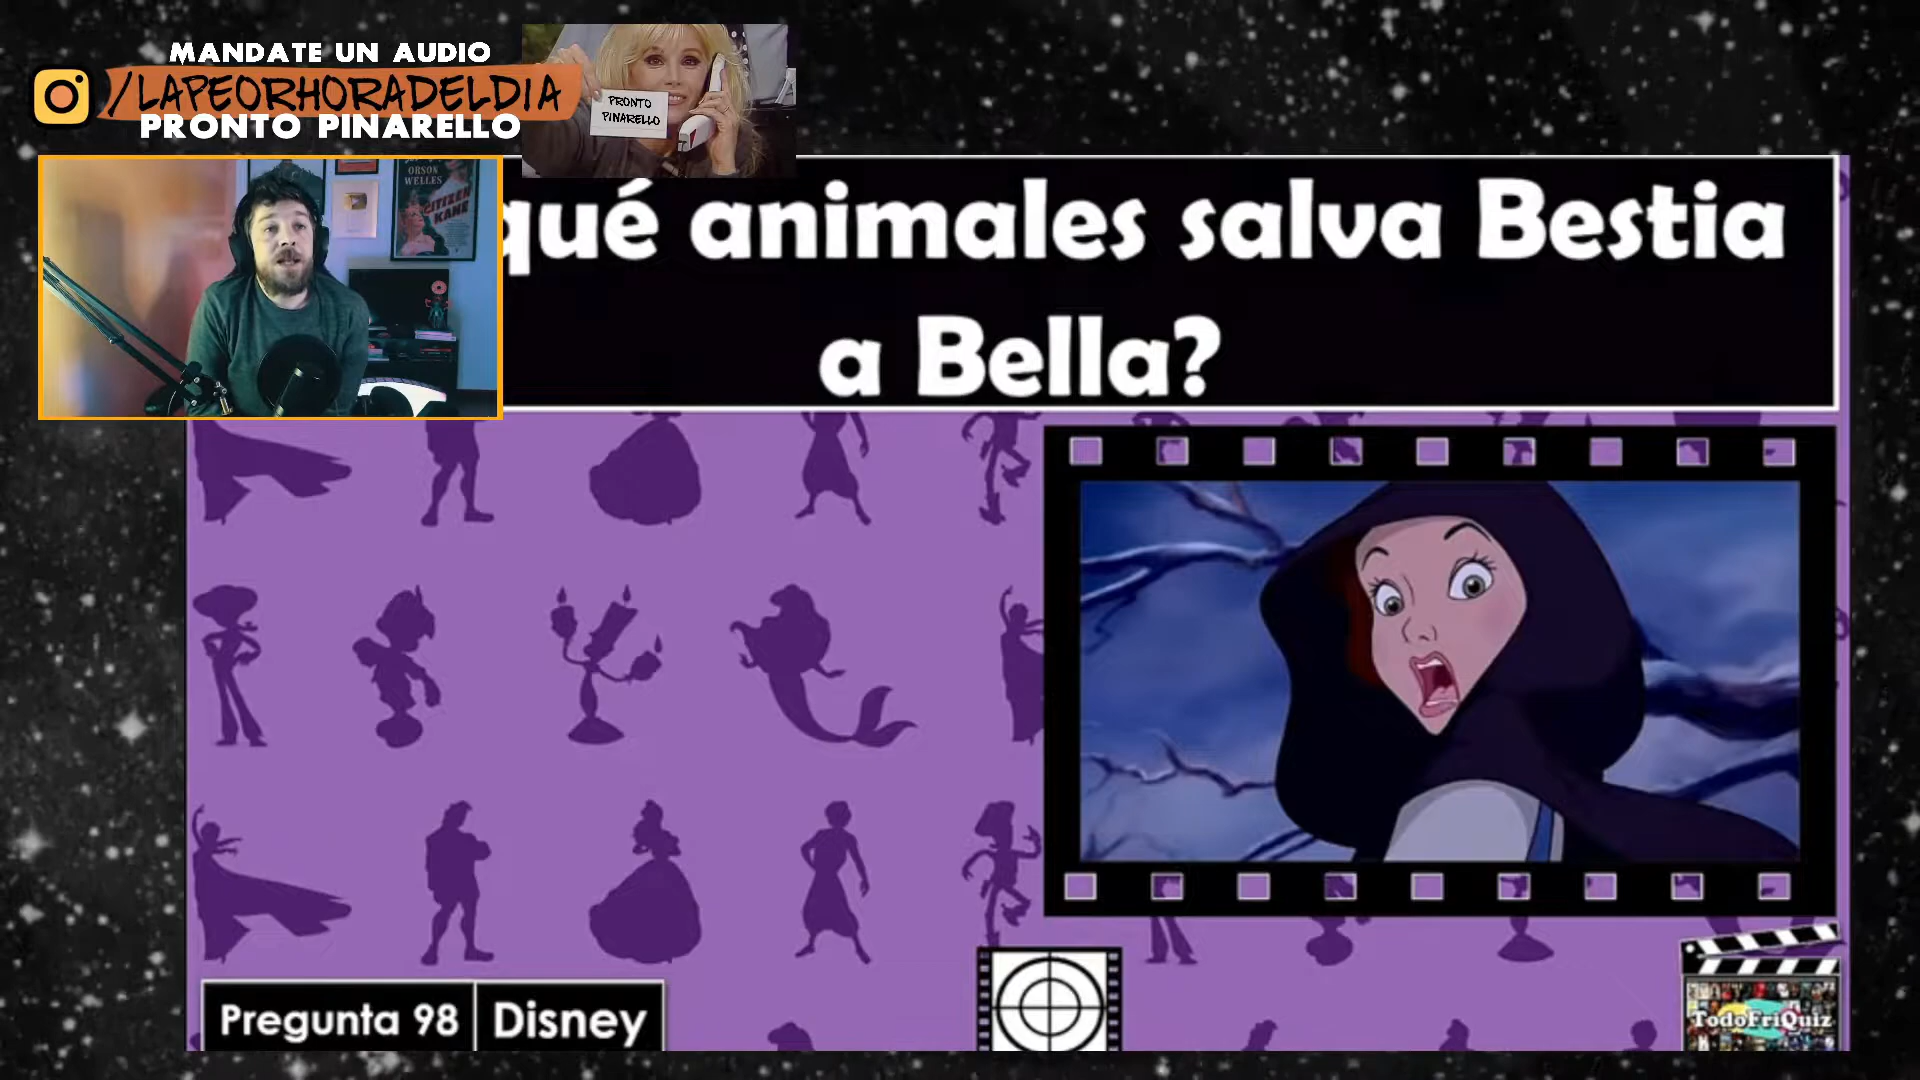 MANDATE UN AUDIO
/LAPEORHORADELDIA
PRONTO PINARELLO
PRONTO
PINARELLO
ORSON
WELLES
CITIZEN
KANE
qué animales salva Bestia
a Bella?
Pregunta 98
Disney
TodoFriQuiz